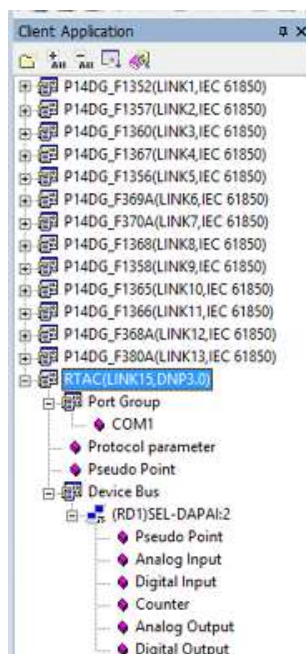 Client Application
P14DG_F1352(LINK1,IEC 61850)
P14DG_F1357(LINK2,IEC 61850)
P14DG_F1360(LINK3,IEC 61850)
P14DG_F1367(LINK4,IEC 61850)
P14DG_F1356(LINK5,IEC 61850)
P14DG_F369A(LINK6,IEC 61850)
P14DG_F370A(LINK7,IEC 61850)
P14DG_F1368(LINK8,IEC 61850)
P14DG_F1358(LINK9,IEC 61850)
P14DG_F1365(LINK10,IEC 61850)
P14DG_F1366(LINK11,IEC 61850)
P14DG_F368A(LINK12,IEC 61850)
P14DG_F380A(LINK13,IEC 61850)
RTAC(LINK15,DNP3.0)
Port Group
COM1
Protocol parameter
Pseudo Point
Device Bus
(RD1)SEL-DAPAI:2
Pseudo Point
Analog Input
Digital Input
Counter
Analog Output
Digital Output